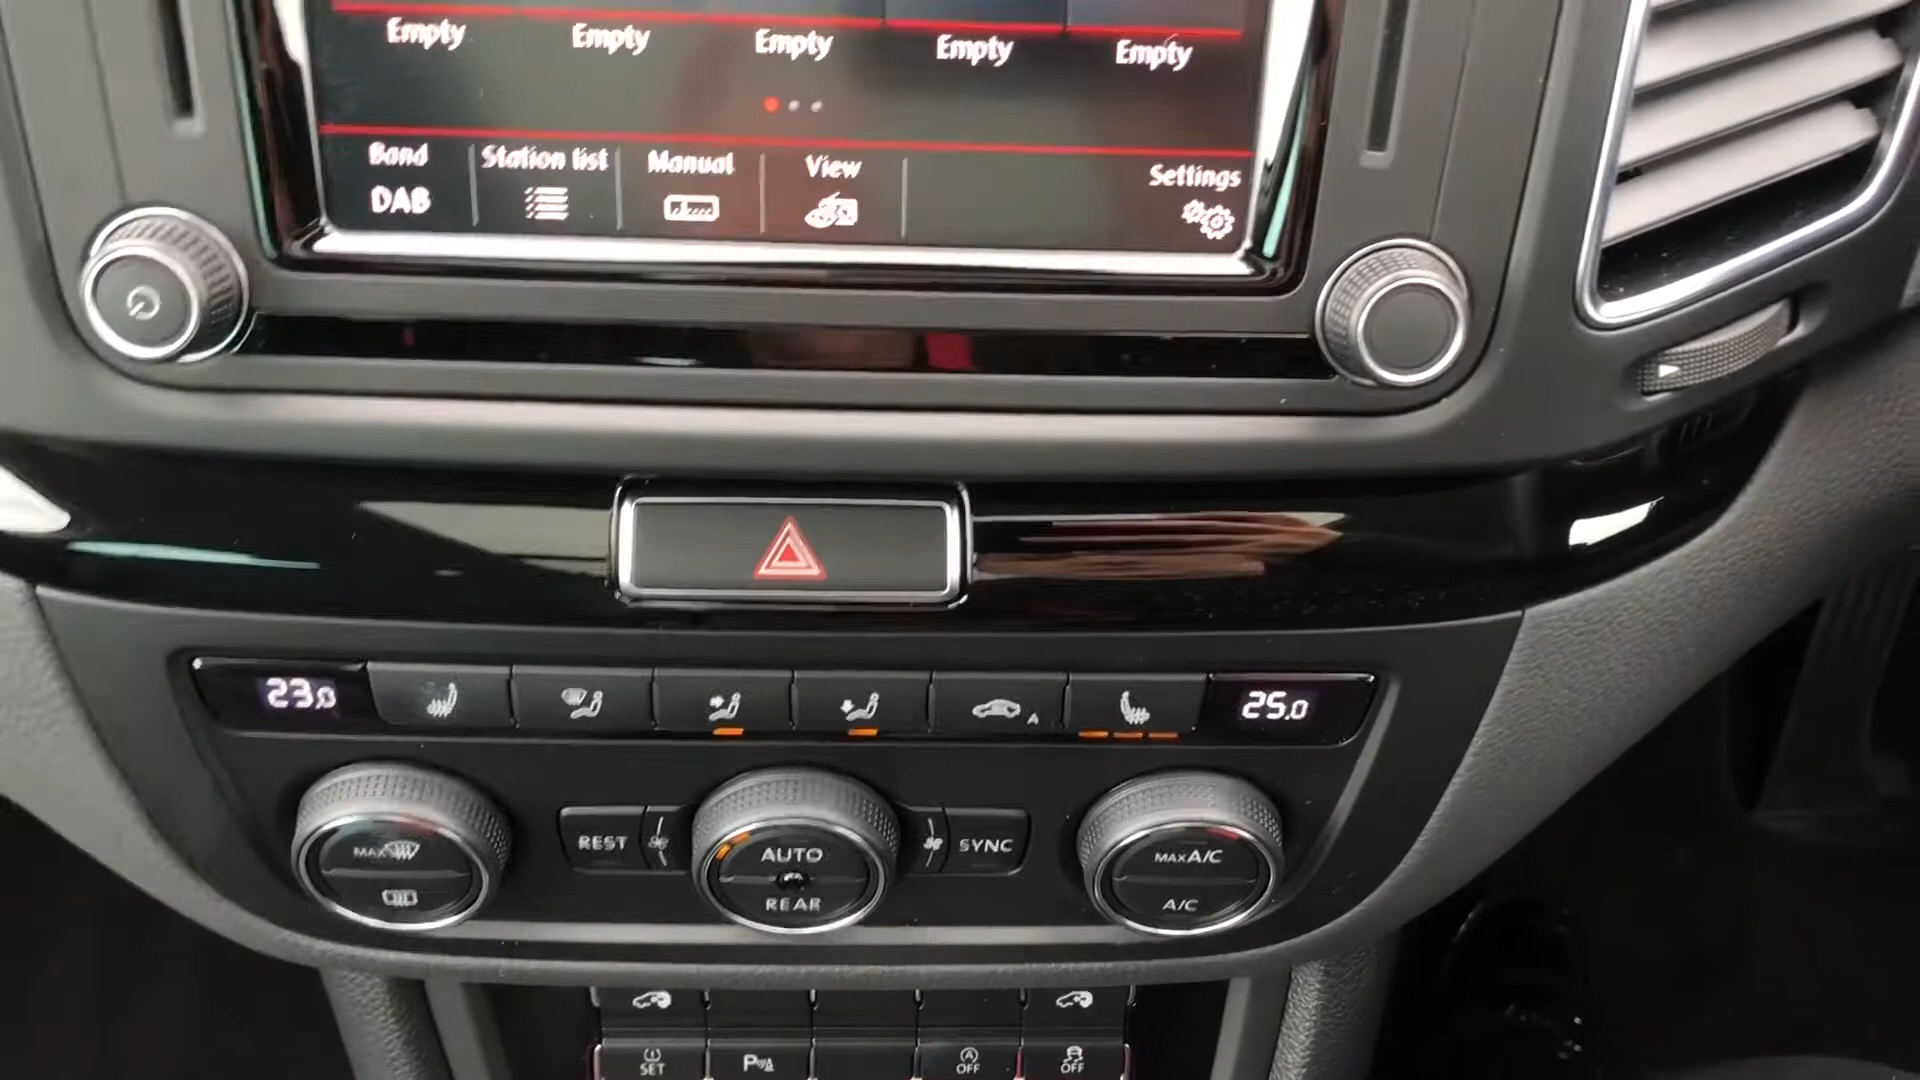 Empty Empty Empty Empty Empty
Band Station list Manual View Settings
DAB
23.0 A 25.0
REST AUTO SYNC
REAR
MAX MAX A/C
A/C
SET P OFF OFF